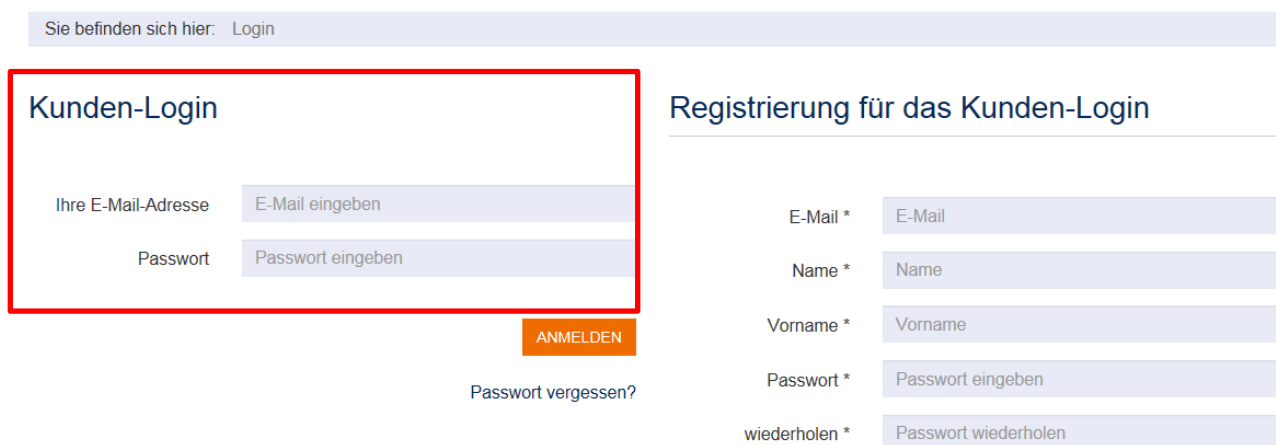 Sie befinden sich hier: Login
Kunden-Login
Ihre E-Mail-Adresse E-Mail eingeben
Passwort Passwort eingeben
ANMELDEN
Passwort vergessen?
Registrierung für das Kunden-Login
E-Mail * E-Mail
Name * Name
Vorname * Vorname
Passwort * Passwort eingeben
wiederholen * Passwort wiederholen